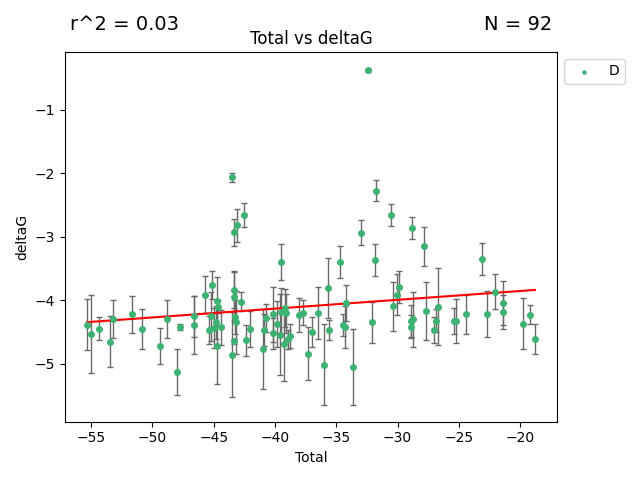 r^2 = 0.03
N = 92
Total vs deltaG
D
deltaG
−1
−2
−3
−4
−5
−55
−50
−45
−40
−35
−30
−25
−20
Total